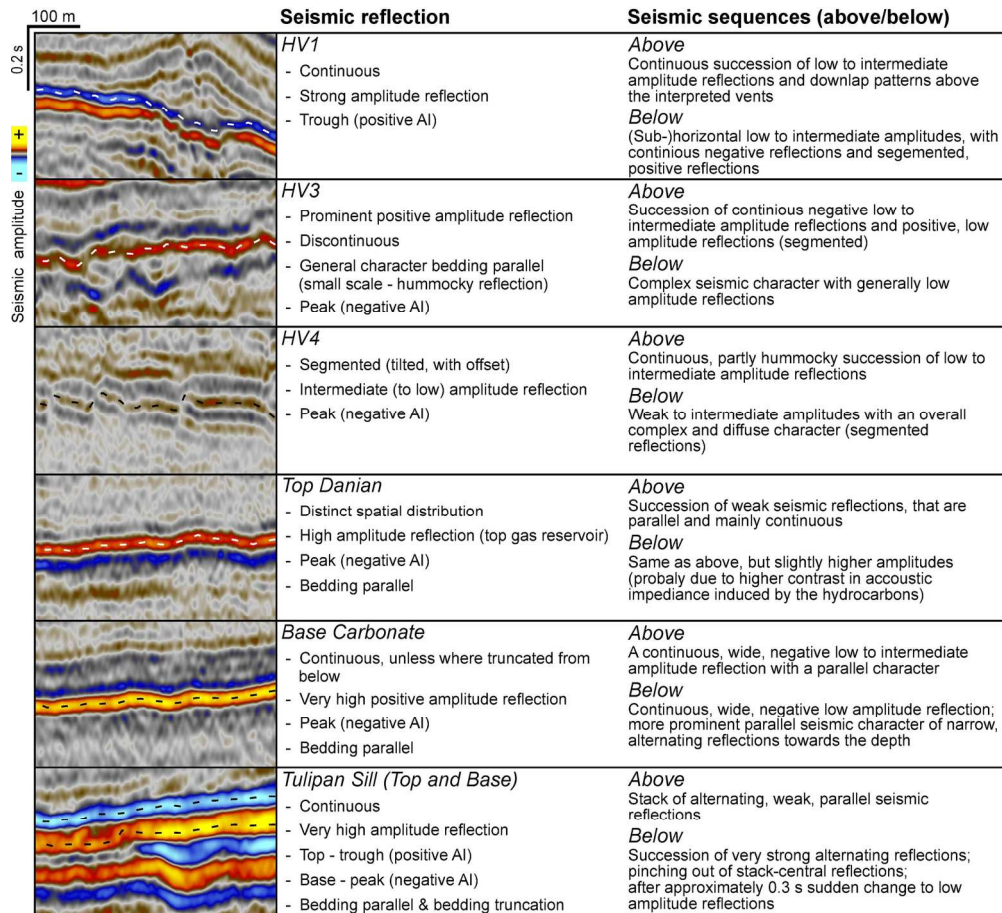 100 m
Seismic reflection
Seismic sequences (above/below)
0.2 s
+
-
Seismic amplitude
HV1
- Continuous
- Strong amplitude reflection
- Trough (positive AI)
Above
Continuous succession of low to intermediate
amplitude reflections and downlap patterns above
the interpreted vents
Below
(Sub-)horizontal low to intermediate amplitudes, with
continious negative reflections and segemented,
positive reflections
HV3
- Prominent positive amplitude reflection
- Discontinuous
- General character bedding parallel
(small scale - hummocky reflection)
- Peak (negative AI)
Above
Succession of continious negative low to
intermediate amplitude reflections and positive, low
amplitude reflections (segmented)
Below
Complex seismic character with generally low
amplitude reflections
HV4
- Segmented (tilted, with offset)
- Intermediate (to low) amplitude reflection
- Peak (negative AI)
Above
Continuous, partly hummocky succession of low to
intermediate amplitude reflections
Below
Weak to intermediate amplitudes with an overall
complex and diffuse character (segmented
reflections)
Top Danian
- Distinct spatial distribution
- High amplitude reflection (top gas reservoir)
- Peak (negative AI)
- Bedding parallel
Above
Succession of weak seismic reflections, that are
parallel and mainly continuous
Below
Same as above, but slightly higher amplitudes
(probaly due to higher contrast in accoustic
impedance induced by the hydrocarbons)
Base Carbonate
- Continuous, unless where truncated from
below
- Very high positive amplitude reflection
- Peak (negative AI)
- Bedding parallel
Above
A continuous, wide, negative low to intermediate
amplitude reflection with a parallel character
Below
Continuous, wide, negative low amplitude reflection;
more prominent parallel seismic character of narrow,
alternating reflections towards the depth
Tulipan Sill (Top and Base)
- Continuous
- Very high amplitude reflection
- Top - trough (positive AI)
- Base - peak (negative AI)
- Bedding parallel & bedding truncation
Above
Stack of alternating, weak, parallel seismic
reflections
Below
Succession of very strong alternating reflections;
pinching out of stack-central reflections;
after approximately 0.3 s sudden change to low
amplitude reflections